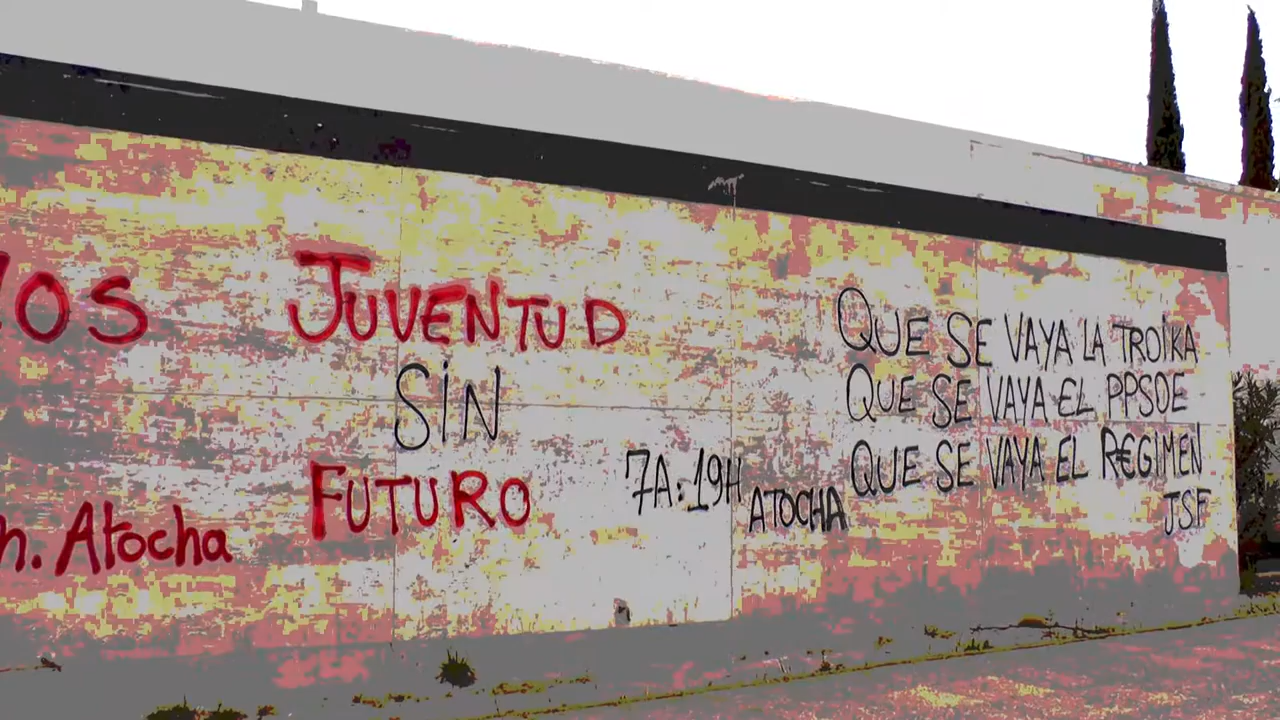 OS
h. Atocha
JUVENTUD
SiN
FUTURO
7A: 19H
ATOCHA
QUE SE VAYA LA TROiKA
QUE SE VAYA EL PPSOE
QUE SE VAYA EL R€GIMEN
JSF